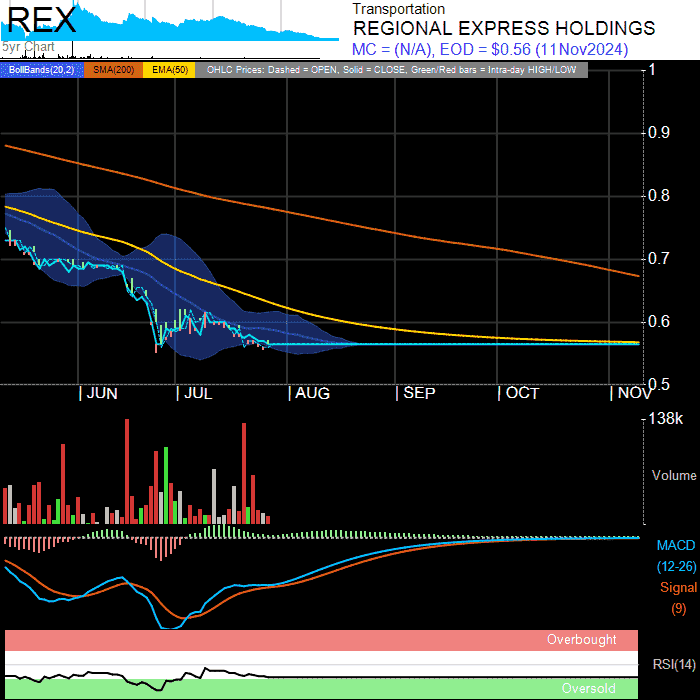 REX
5yr Chart
Transportation
REGIONAL EXPRESS HOLDINGS
MC = (N/A), EOD = $0.56 (11Nov2024)
BollBands(20,2) SMA(200) EMA(50) OHLC Prices: Dashed = OPEN, Solid = CLOSE, Green/Red bars = Intra-day HIGH/LOW
1
0.9
0.8
0.7
0.6
0.5
JUN JUL AUG SEP OCT NOV
138k
Volume
MACD
(12-26)
Signal
(9)
Overbought
RSI(14)
Oversold